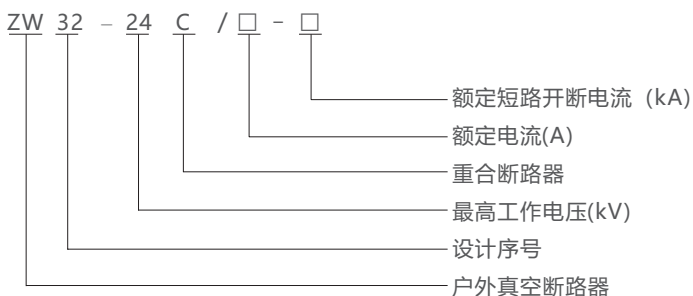 ZW 32 – 24 C /□ - □
额定短路开断电流（kA）
额定电流(A)
重合断路器
最高工作电压(kV)
设计序号
户外真空断路器